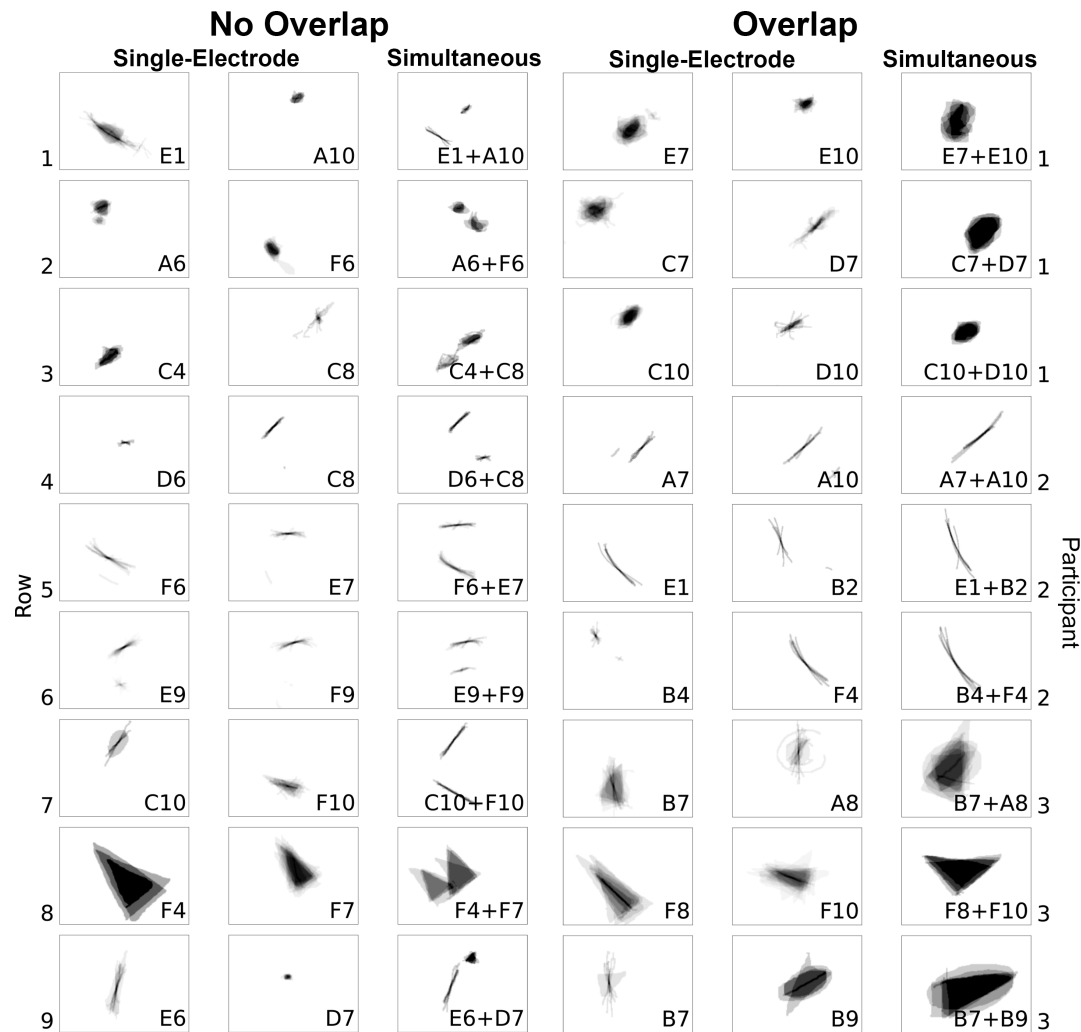 No Overlap Overlap
Single-Electrode Simultaneous Single-Electrode Simultaneous
1 E1 A10 E1+A10 E7 E10 E7+E10 1
2 A6 F6 A6+F6 C7 D7 C7+D7 1
3 C4 C8 C4+C8 C10 D10 C10+D10 1
4 D6 C8 D6+C8 A7 A10 A7+A10 2
5 F6 E7 F6+E7 E1 B2 E1+B2 2
Row
Participant
6 E9 F9 E9+F9 B4 F4 B4+F4 2
7 C10 F10 C10+F10 B7 A8 B7+A8 3
8 F4 F7 F4+F7 F8 F10 F8+F10 3
9 E6 D7 E6+D7 B7 B9 B7+B9 3